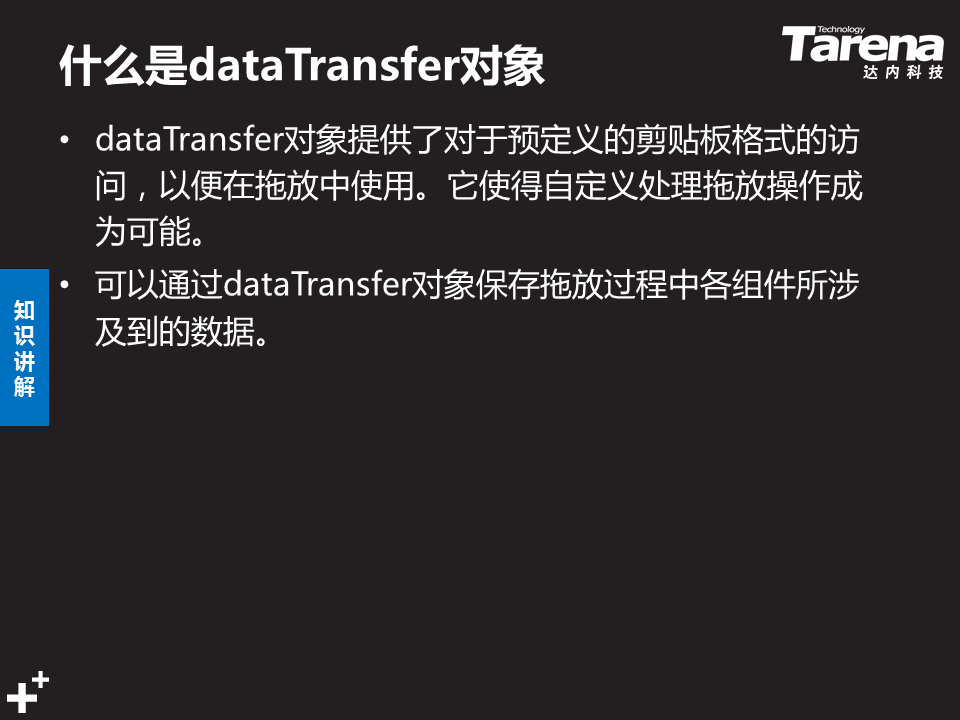 什么是dataTransfer对象
Technology
Tarena
达内科技
• dataTransfer对象提供了对于预定义的剪贴板格式的访
问，以便在拖放中使用。它使得自定义处理拖放操作成
为可能。
• 可以通过dataTransfer对象保存拖放过程中各组件所涉
及到的数据。
知
识
讲
解